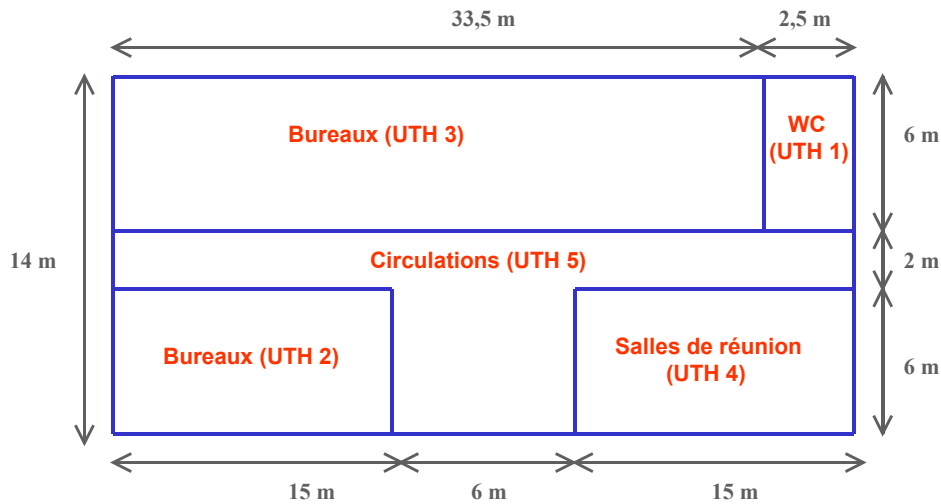 33,5 m
2,5 m
Bureaux (UTH 3)
WC
(UTH 1)
6 m
14 m
Circulations (UTH 5)
2 m
Bureaux (UTH 2)
Salles de réunion
(UTH 4)
6 m
15 m
6 m
15 m